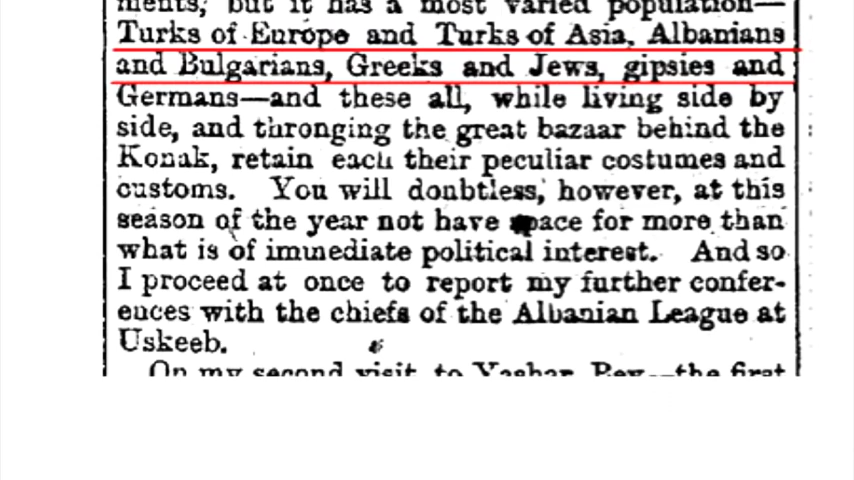 ments, but it has a most varied population—
Turks of Europe and Turks of Asia, Albanians
and Bulgarians, Greeks and Jews, gipsies and
Germans—and these all, while living side by
side, and thronging the great bazaar behind the
Konak, retain each their peculiar costumes and
customs. You will doubtless, however, at this
season of the year not have space for more than
what is of immediate political interest. And so
I proceed at once to report my further confer-
ences with the chiefs of the Albanian League at
Uskeeb.
On my second visit to Yashar Bey—the first